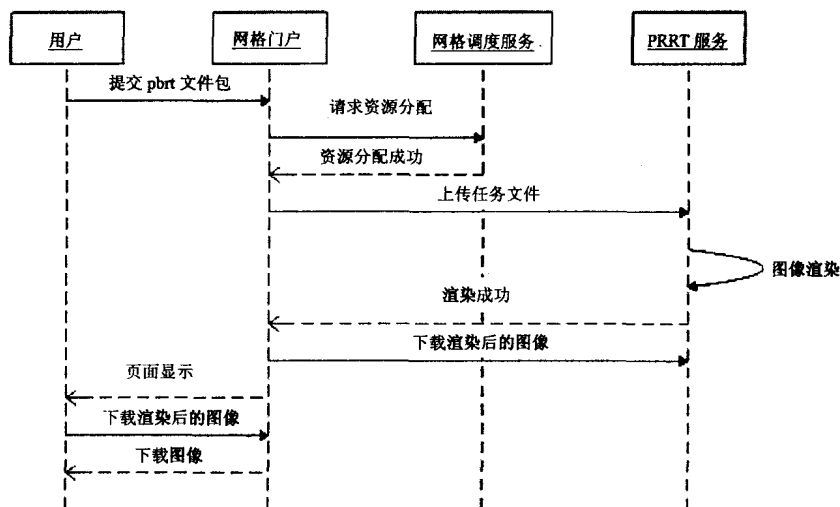 用户
网格门户
网格调度服务
PRRT 服务
提交 pbrt 文件包
请求资源分配
资源分配成功
上传任务文件
图像渲染
渲染成功
下载渲染后的图像
页面显示
下载渲染后的图像
下载图像